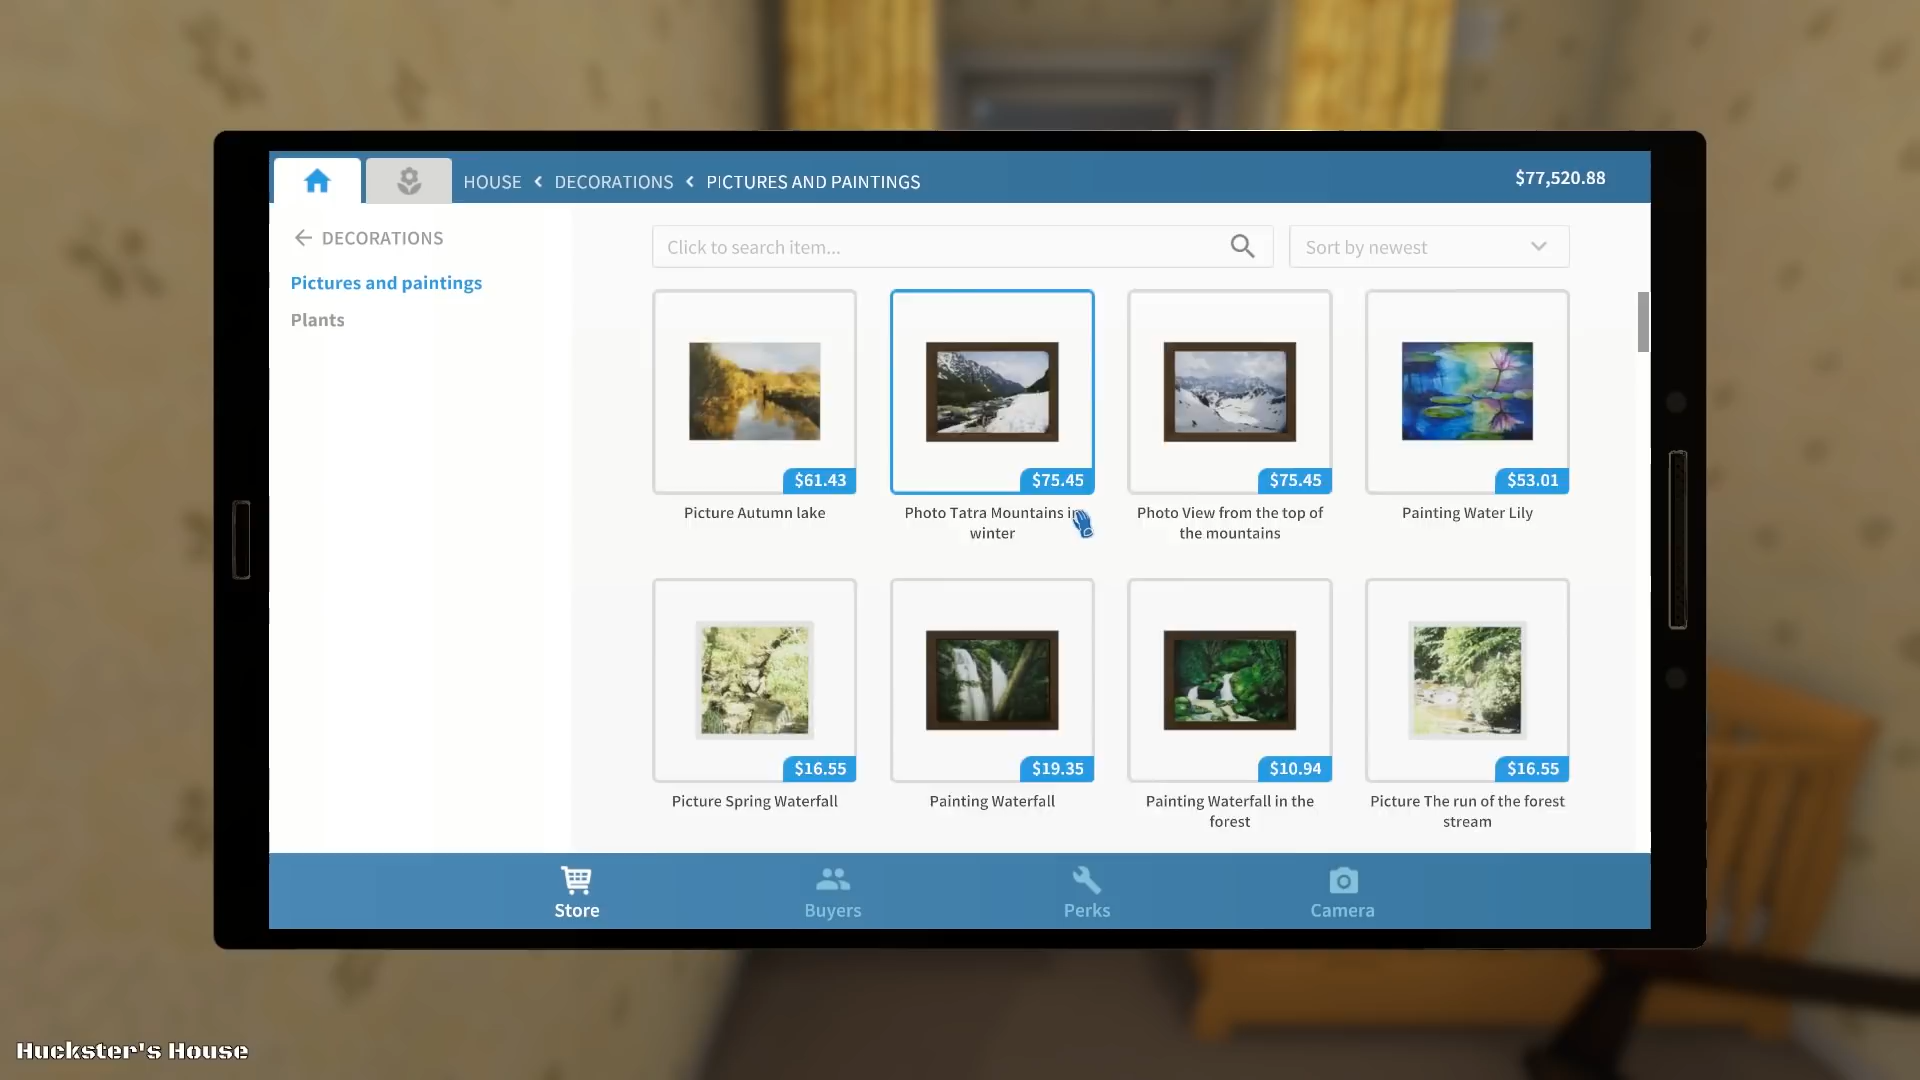 HOUSE < DECORATIONS < PICTURES AND PAINTINGS
$77,520.88
DECORATIONS
Pictures and paintings
Plants
Click to search item...
Sort by newest
$61.43
$75.45
$75.45
$53.01
Picture Autumn lake
Photo Tatra Mountains in
winter
Photo View from the top of
the mountains
Painting Water Lily
$16.55
$19.35
$10.94
$16.55
Picture Spring Waterfall
Painting Waterfall
Painting Waterfall in the
forest
Picture The run of the forest
stream
Store
Buyers
Perks
Camera
Huckster's House